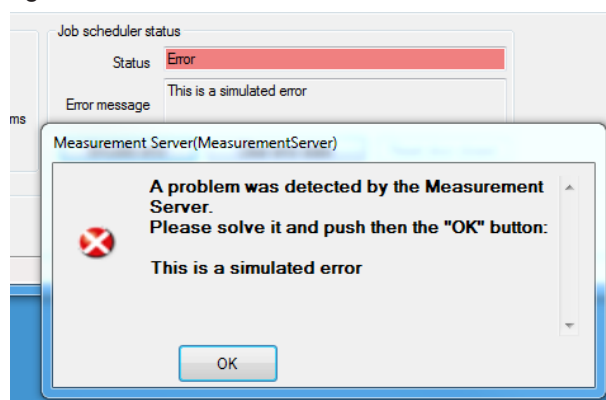 Job scheduler status
Status Error
This is a simulated error
Error message
ms
Measurement Server(MeasurementServer)
A problem was detected by the Measurement
Server.
Please solve it and push then the "OK" button:
This is a simulated error
OK